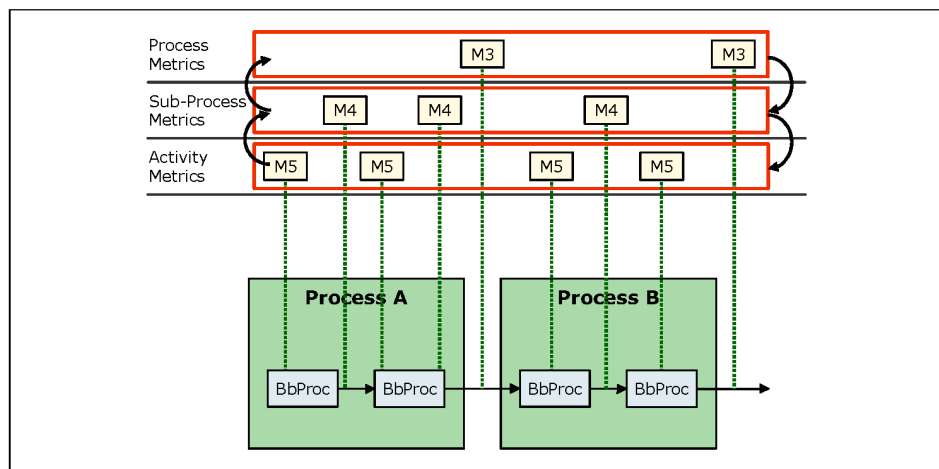 Process
Metrics
M3
M3
Sub-Process
Metrics
M4
M4
M4
Activity
Metrics
M5
M5
M5
M5
Process A
Process B
BbProc
BbProc
BbProc
BbProc